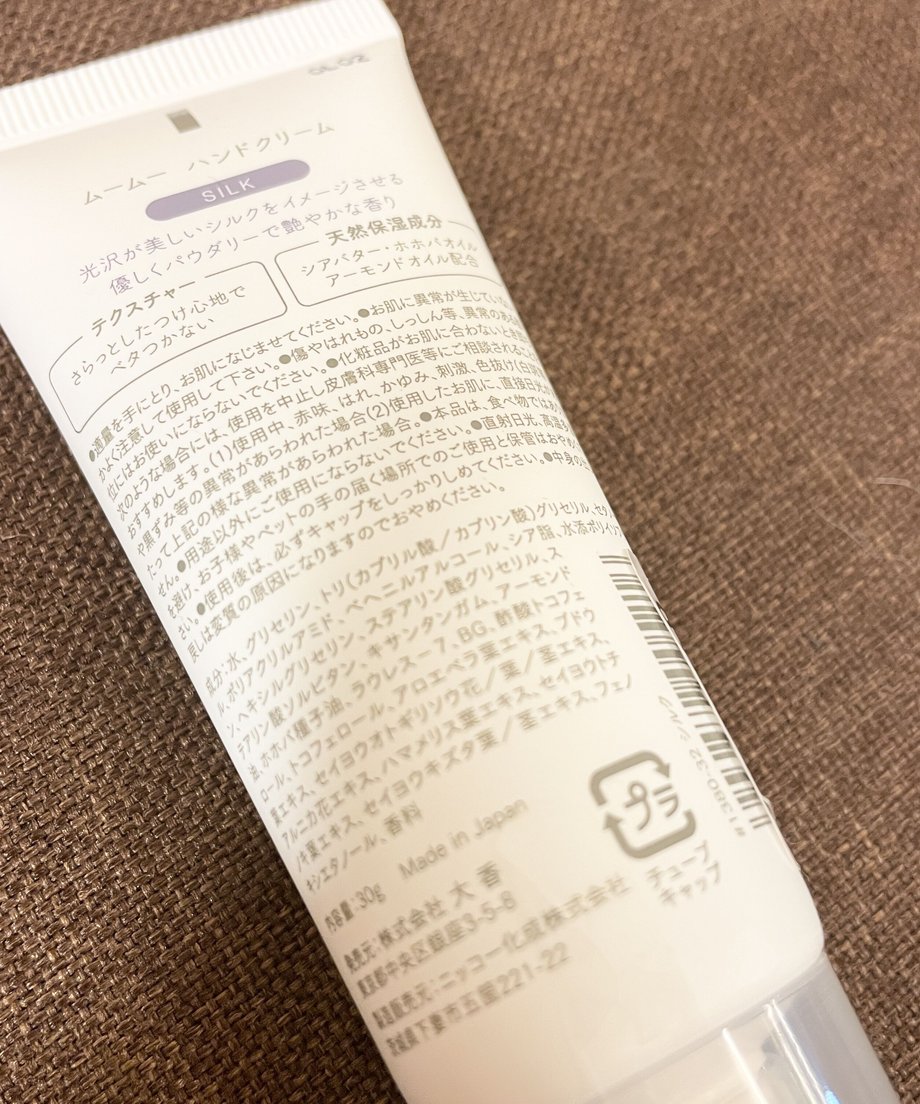 ムームー ハンドクリーム
SILK
光沢が美しいシルクをイメージさせる
優しくパウダリーで艶やかな香り
テクスチャー
さらっとしたつけ心地で
ベタつかない
天然保湿成分
シアバター・ホホバオイル
アーモンドオイル配合
●適量を手にとり、お肌になじませてください。●お肌に異常が生じていな
かよく注意して使用して下さい。●傷やはれもの、しっしん等、異常のある
位にはお使いにならないでください。●化粧品がお肌に合わないとき
次のような場合には、使用を中止し皮膚科専門医等にご相談されるこ
おすすめします。(1)使用中、赤味、はれ、かゆみ、刺激、色抜け(白斑
や黒ずみ等の異常があらわれた場合(2)使用したお肌に、直接日光
たって上記の様な異常があらわれた場合。●本品は、食べ物ではあ
せん。●用途以外にご使用にならないでください。●直射日光、高温多
を避け、お子様やペットの手の届く場所でのご使用と保管はおやめ
さい。●使用後は、必ずキャップをしっかりしめてください。●中身の
戻しは変質の原因になりますのでおやめください。
成分:水、グリセリン、トリ(カプリル酸/カプリン酸)グリセリル、セタノ
ル、ポリアクリルアミド、ベヘニルアルコール、シア脂、水添ポリイソ
ン、ヘキシルグリセリン、ステアリン酸グリセリル、ス
テアリン酸ソルビタン、キサンタンガム、アーモンド
油、ホホバ種子油、ラウレス-7、BG、酢酸トコフェ
ロール、トコフェロール、アロエベラ葉エキス、ブドウ
葉エキス、セイヨウオトギリソウ花/葉/茎エキス、
アルニカ花エキス、ハマメリス葉エキス、セイヨウトチ
ノキ葉エキス、セイヨウキズタ葉/茎エキス、フェノ
キシエタノール、香料
内容量:30g Made in Japan
発売元:株式会社 大香
東京都中央区銀座3-5-8
製造販売元:ニッコー化成株式会社
茨城県下妻市五箇221-22
プラ
チューブ
キャップ